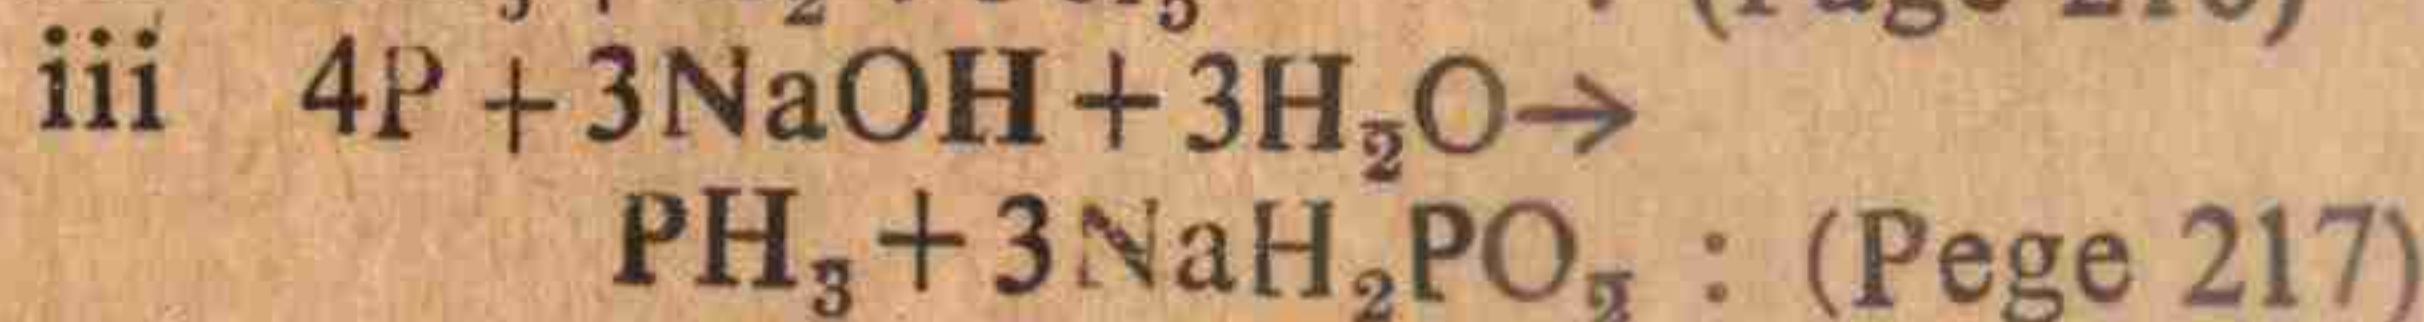 iii 4P + 3NaOH + 3H₂O→
PH₃ + 3NaH₂PO₂ : (Pege 217)